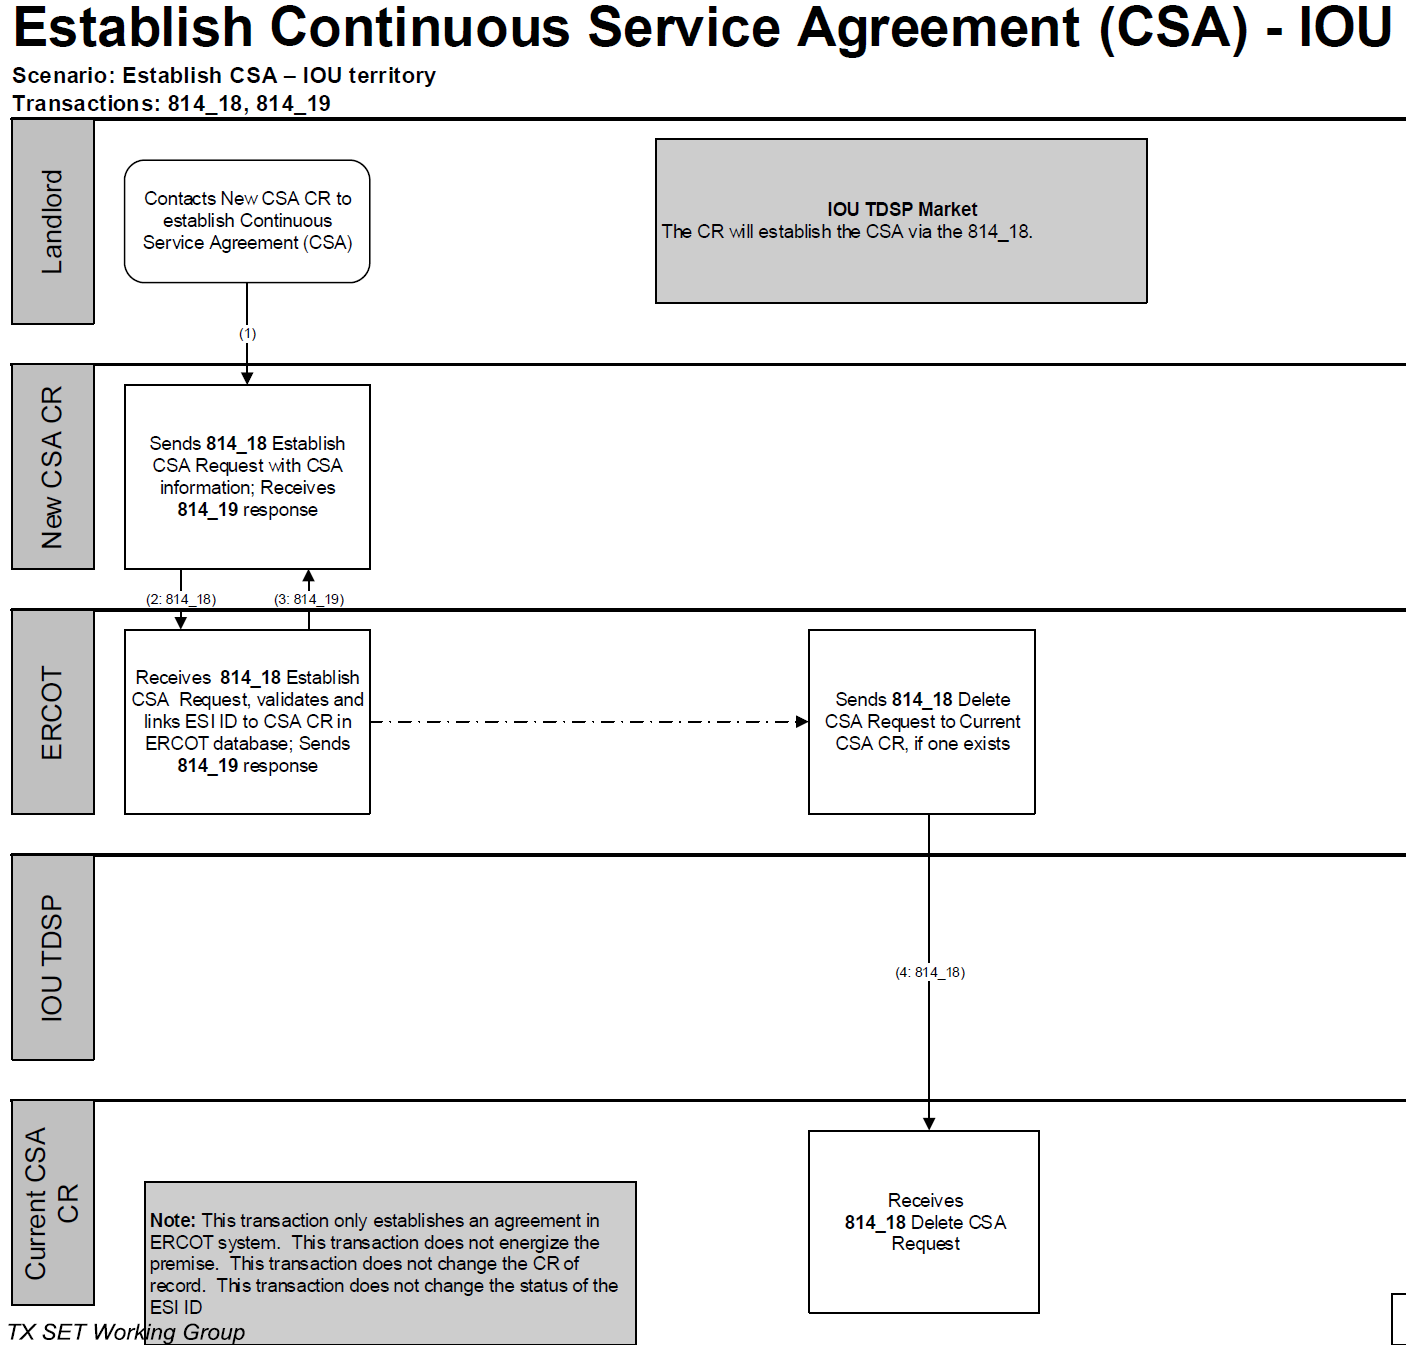 Establish Continuous Service Agreement (CSA) - IOU
Scenario: Establish CSA – IOU territory
Transactions: 814_18, 814_19
Landlord
Contacts New CSA CR to
establish Continuous
Service Agreement (CSA)
IOU TDSP Market
The CR will establish the CSA via the 814_18.
(1)
New CSA CR
Sends 814_18 Establish
CSA Request with CSA
information; Receives
814_19 response
(2: 814_18)
(3: 814_19)
ERCOT
Receives 814_18 Establish
CSA Request, validates and
links ESI ID to CSA CR in
ERCOT database; Sends
814_19 response
Sends 814_18 Delete
CSA Request to Current
CSA CR, if one exists
IOU TDSP
(4: 814_18)
Current CSA
CR
Note: This transaction only establishes an agreement in
ERCOT system. This transaction does not energize the
premise. This transaction does not change the CR of
record. This transaction does not change the status of the
ESI ID
Receives
814_18 Delete CSA
Request
TX SET Working Group